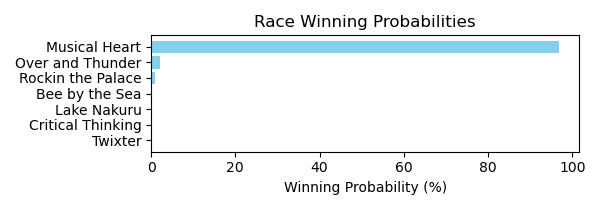 Race Winning Probabilities
Musical Heart
Over and Thunder
Rockin the Palace
Bee by the Sea
Lake Nakuru
Critical Thinking
Twixter
0 20 40 60 80 100
Winning Probability (%)